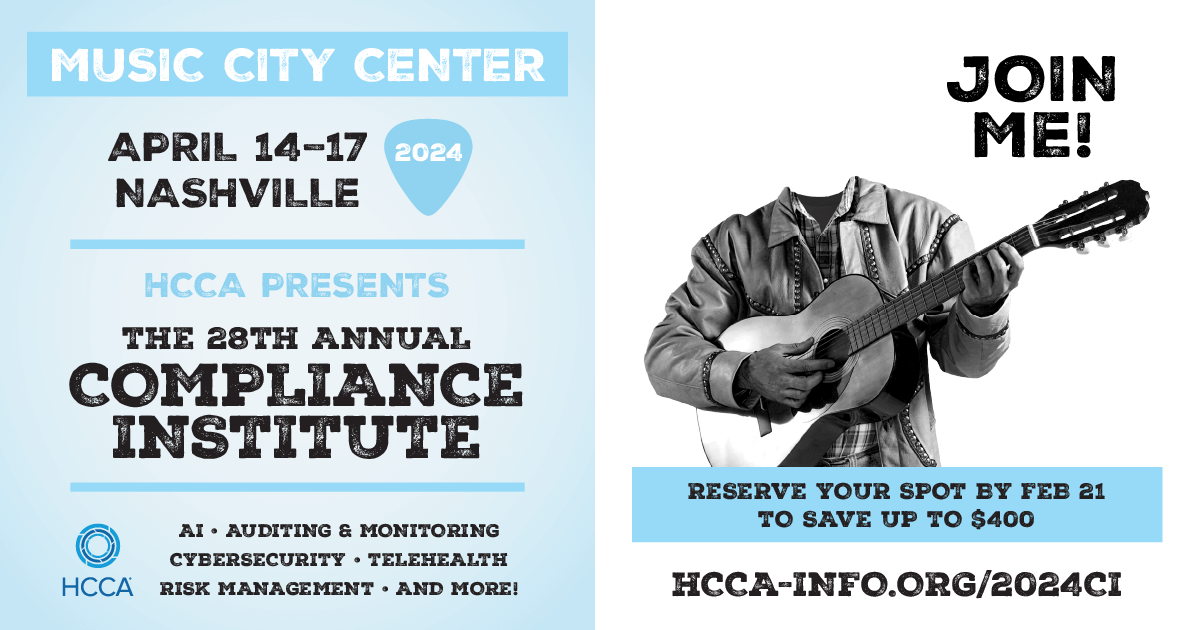 MUSIC CITY CENTER
APRIL 14–17
NASHVILLE
2024
HCCA PRESENTS
THE 28TH ANNUAL
COMPLIANCE
INSTITUTE
HCCA
AI • AUDITING & MONITORING
CYBERSECURITY • TELEHEALTH
RISK MANAGEMENT • AND MORE!
JOIN
ME!
RESERVE YOUR SPOT BY FEB 21
TO SAVE UP TO $400
HCCA-INFO.ORG/2024CI